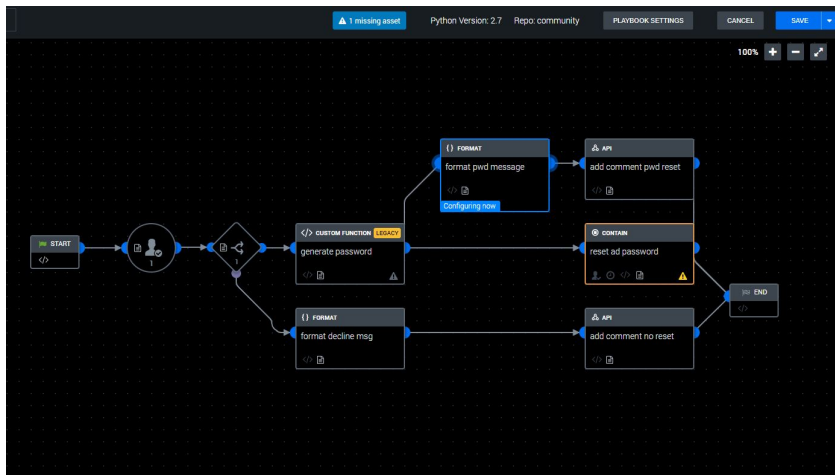 1 missing asset
Python Version: 2.7
Repo: community
PLAYBOOK SETTINGS
CANCEL
SAVE
100%
{} FORMAT
format pwd message
</>
Configuring now
API
add comment pwd reset
</>
START
</>
1
1
</> CUSTOM FUNCTION LEGACY
generate password
</>
CONTAIN
reset ad password
</>
END
</>
{} FORMAT
format decline msg
</>
API
add comment no reset
</>